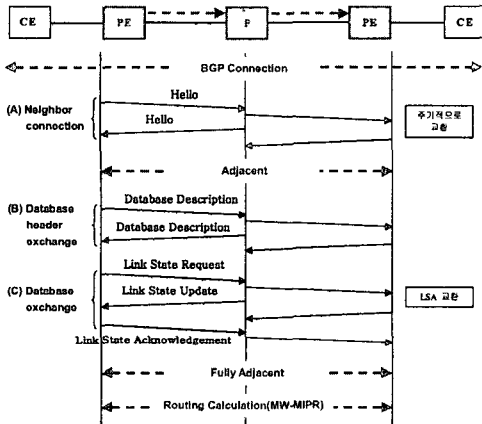 CE PE P PE CE
BGP Connection
(A) Neighbor
connection
Hello
Hello
주기적으로
교환
Adjacent
(B) Database
header
exchange
Database Description
Database Description
(C) Database
exchange
Link State Request
Link State Update
LSA 교환
Link State Acknowledgement
Fully Adjacent
Routing Calculation(MW-MIPR)